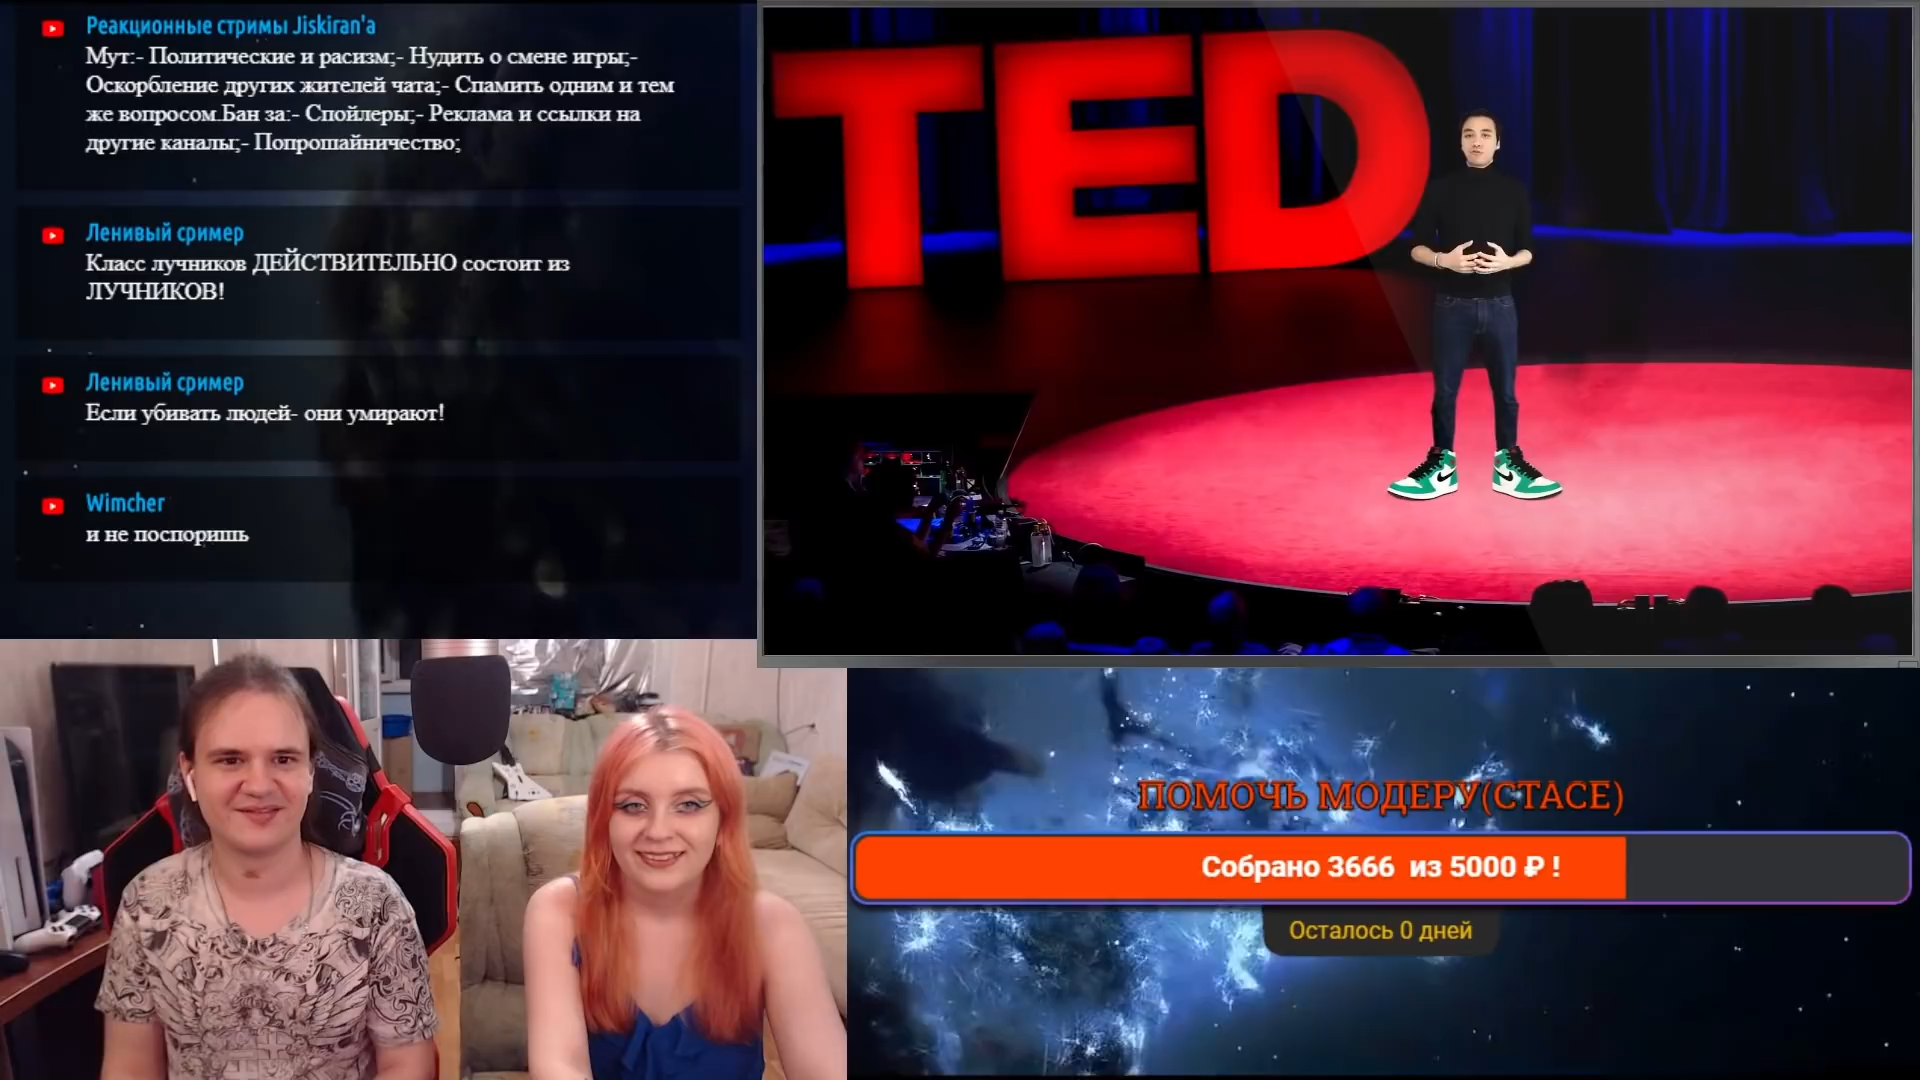 Реакционные стримы Jiskiran'a
Мут:- Политические и расизм;- Нудить о смене игры;-
Оскорбление других жителей чата;- Спамить одним и тем
же вопросом.Бан за:- Спойлеры;- Реклама и ссылки на
другие каналы;- Попрошайничество;
Ленивый сример
Класс лучников ДЕЙСТВИТЕЛЬНО состоит из
ЛУЧНИКОВ!
Ленивый сример
Если убивать людей- они умирают!
Wimcher
и не поспоришь
TED
ПОМОЧЬ МОДЕРУ(СТАСЕ)
Собрано 3666 из 5000 ₽ !
Осталось 0 дней